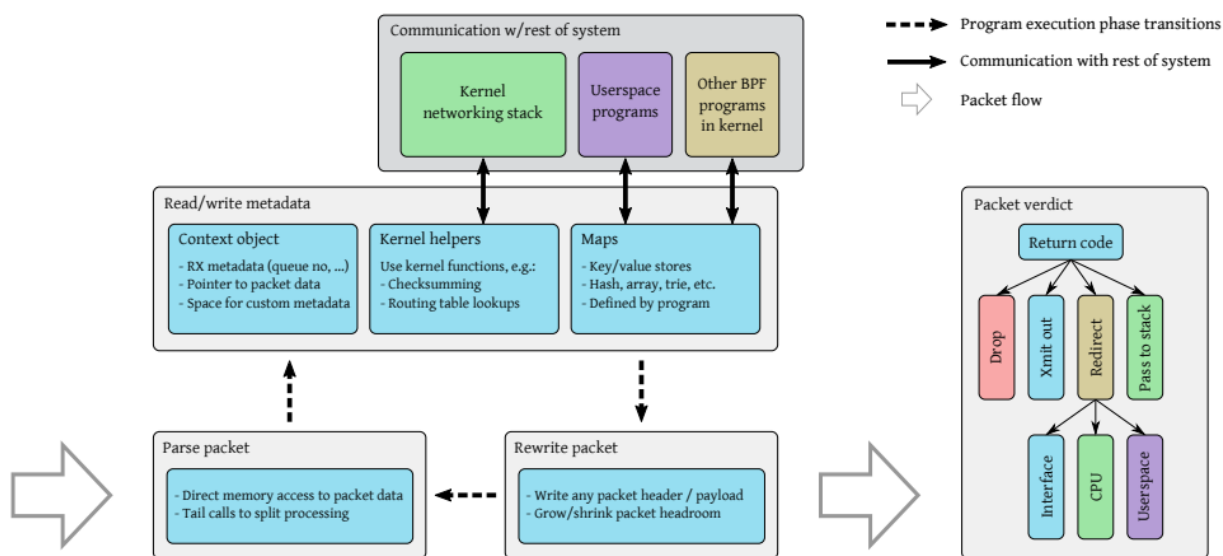 Communication w/rest of system
Kernel
networking stack
Userspace
programs
Other BPF
programs
in kernel
Program execution phase transitions
Communication with rest of system
Packet flow
Read/write metadata
Context object
- RX metadata (queue no, ...)
- Pointer to packet data
- Space for custom metadata
Kernel helpers
Use kernel functions, e.g.:
- Checksumming
- Routing table lookups
Maps
- Key/value stores
- Hash, array, trie, etc.
- Defined by program
Parse packet
- Direct memory access to packet data
- Tail calls to split processing
Rewrite packet
- Write any packet header / payload
- Grow/shrink packet headroom
Packet verdict
Return code
Drop
Xmit out
Redirect
Pass to stack
Interface
CPU
Userspace